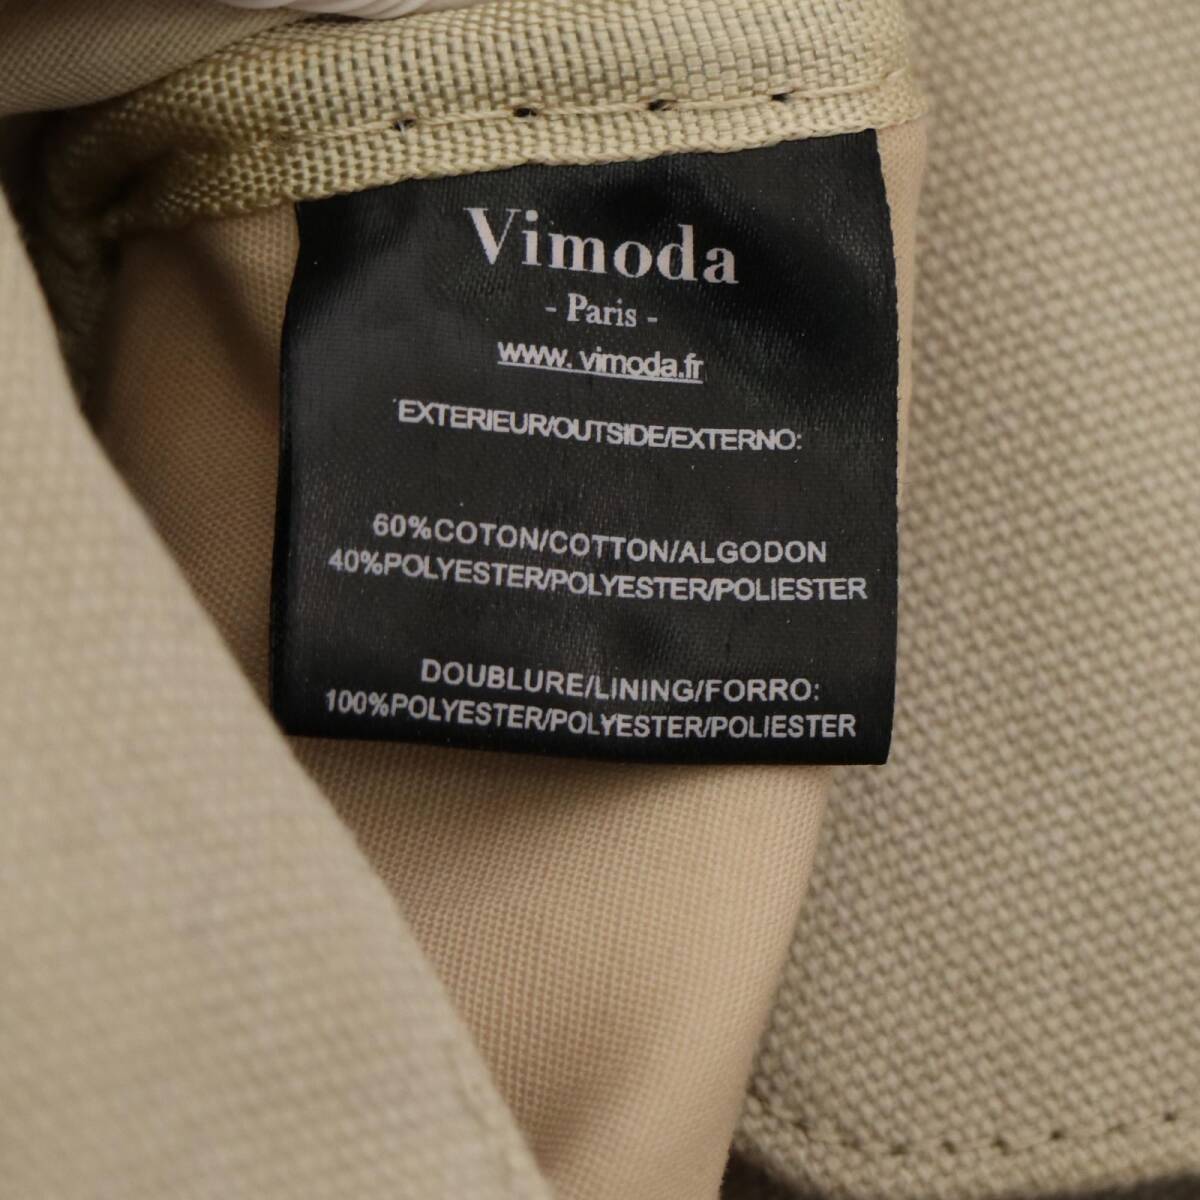 Vimoda
- Paris -
www. vimoda.fr
EXTERIEUR/OUTSIDE/EXTERNO:
60%COTON/COTTON/ALGODON
40%POLYESTER/POLYESTER/POLIESTER
DOUBLURE/LINING/FORRO:
100%POLYESTER/POLYESTER/POLIESTER